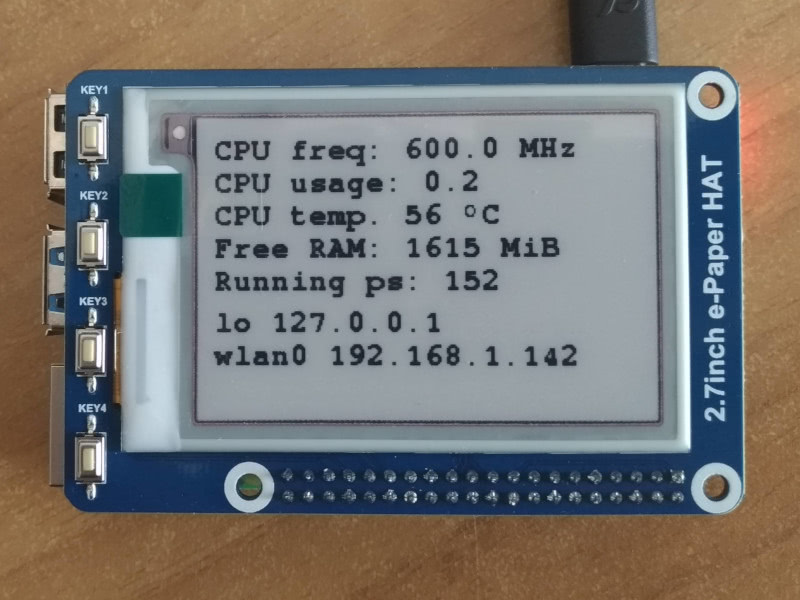 KEY1
KEY2
KEY3
KEY4
CPU freq: 600.0 MHz
CPU usage: 0.2
CPU temp. 56 °C
Free RAM: 1615 MiB
Running ps: 152
lo 127.0.0.1
wlan0 192.168.1.142
2.7inch e-Paper HAT